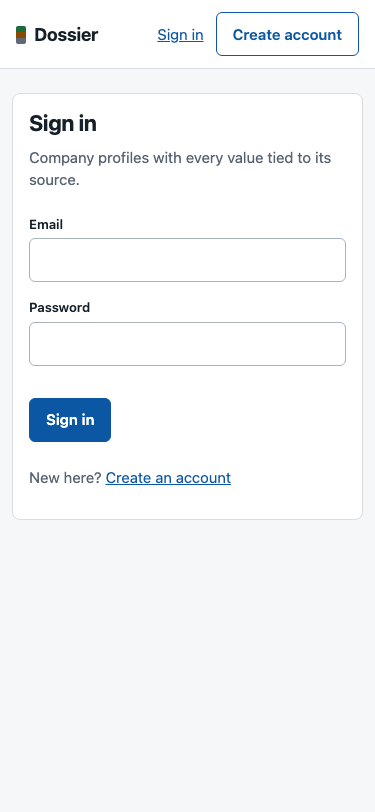 Dossier
Sign in
Create account
Sign in
Company profiles with every value tied to its
source.
Email
Password
Sign in
New here? Create an account